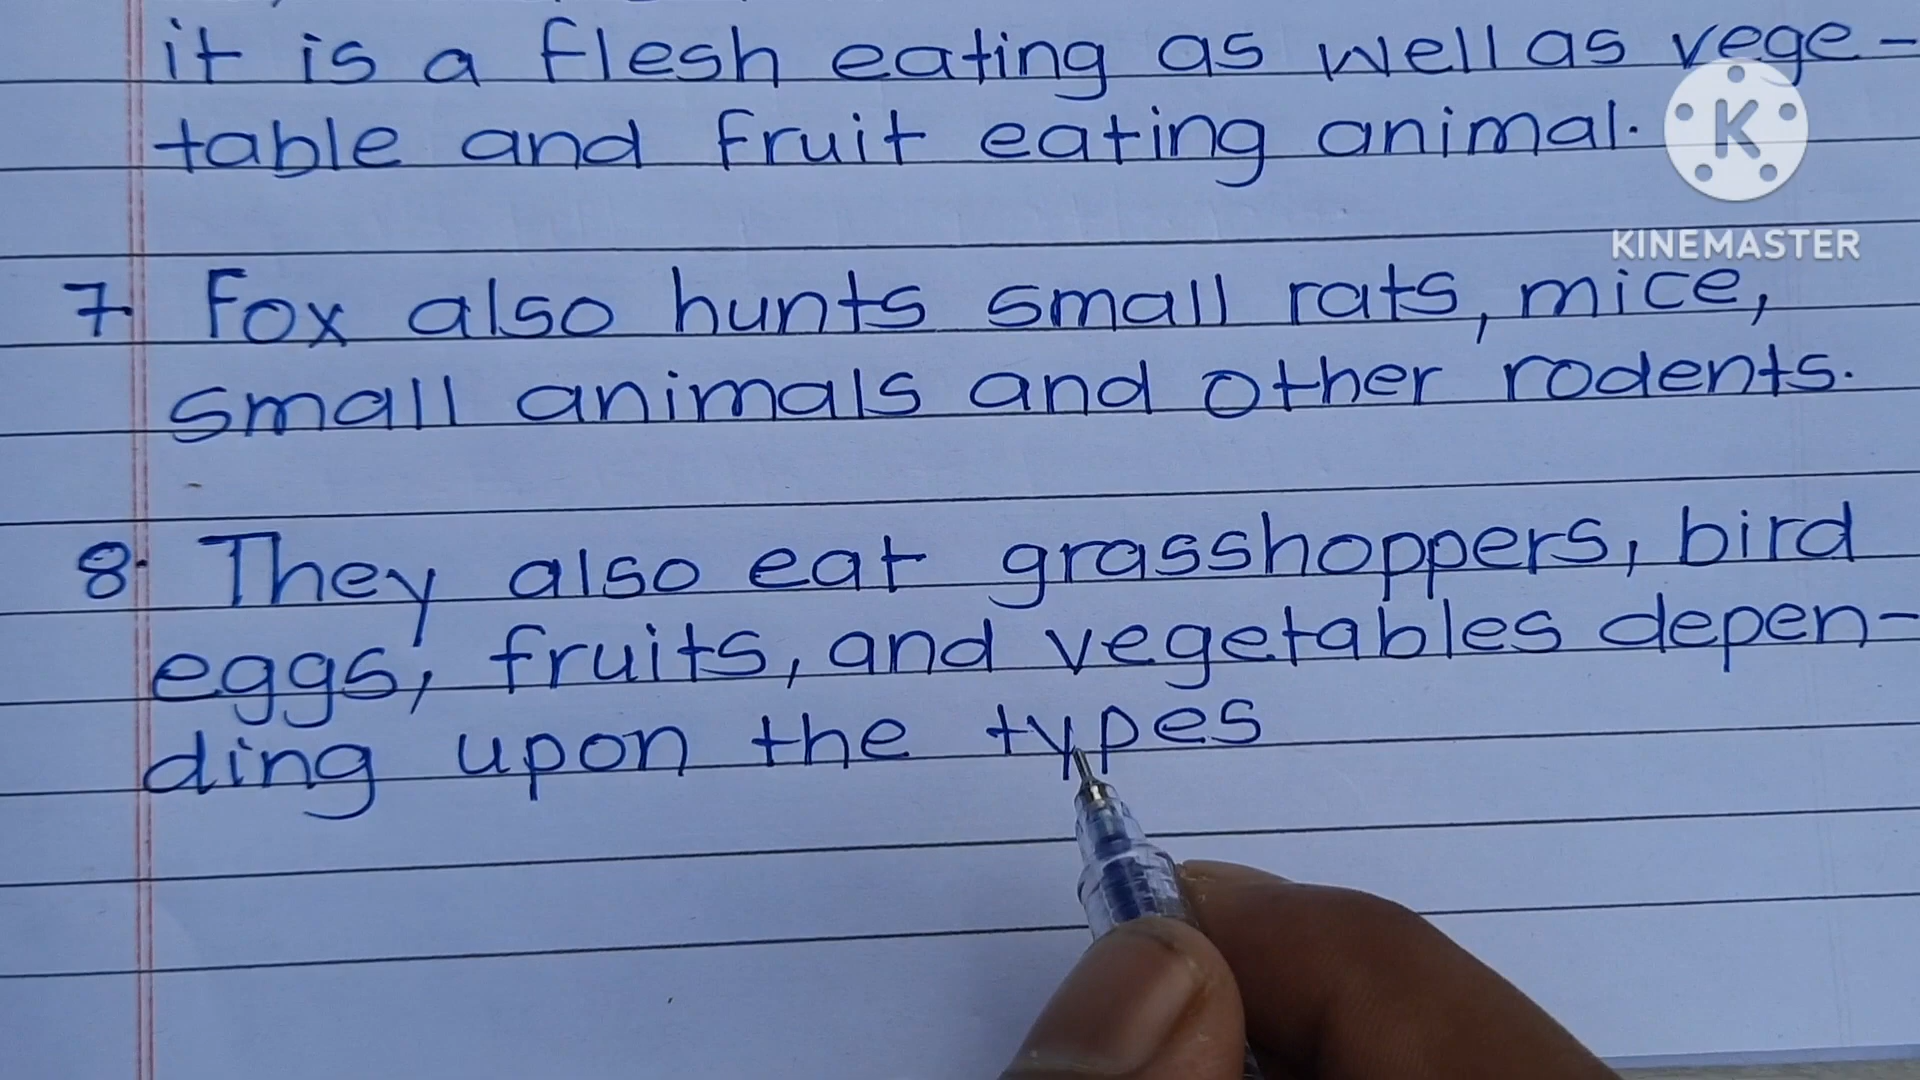 it is a flesh eating as well as vege-
table and fruit eating animal.
KINEMASTER
7. Fox also hunts small rats, mice,
small animals and other rodents.
8. They also eat grasshoppers, bird
eggs, fruits, and vegetables depen-
ding upon the types